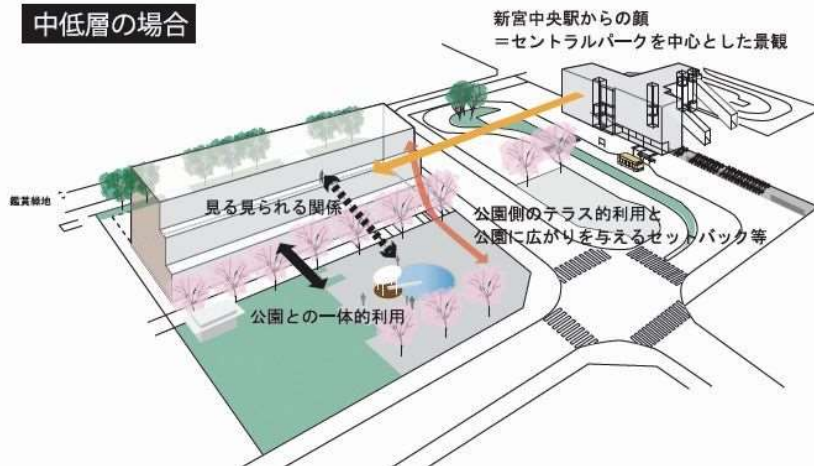 中低層の場合
新宮中央駅からの顔
＝セントラルパークを中心とした景観
鑑賞緑地
見る見られる関係
公園側のテラス的利用と
公園に広がりを与えるセットバック等
公園との一体的利用